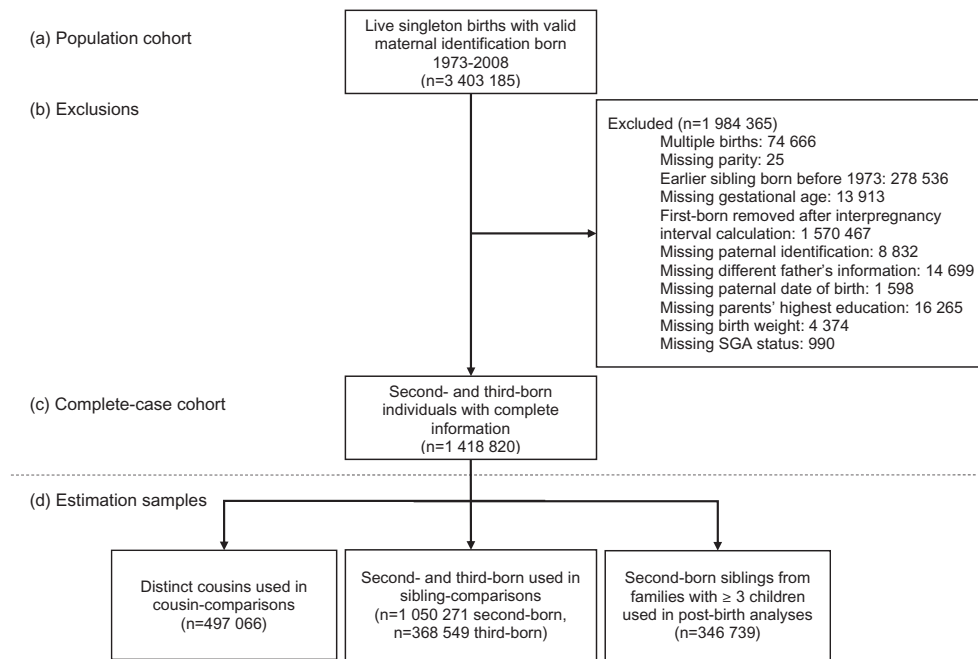 (a) Population cohort
Live singleton births with valid
maternal identification born
1973-2008
(n=3 403 185)
(b) Exclusions
Excluded (n=1 984 365)
Multiple births: 74 666
Missing parity: 25
Earlier sibling born before 1973: 278 536
Missing gestational age: 13 913
First-born removed after interpregnancy
interval calculation: 1 570 467
Missing paternal identification: 8 832
Missing different father's information: 14 699
Missing paternal date of birth: 1 598
Missing parents' highest education: 16 265
Missing birth weight: 4 374
Missing SGA status: 990
(c) Complete-case cohort
Second- and third-born
individuals with complete
information
(n=1 418 820)
(d) Estimation samples
Distinct cousins used in
cousin-comparisons
(n=497 066)
Second- and third-born used in
sibling-comparisons
(n=1 050 271 second-born,
n=368 549 third-born)
Second-born siblings from
families with ≥ 3 children
used in post-birth analyses
(n=346 739)